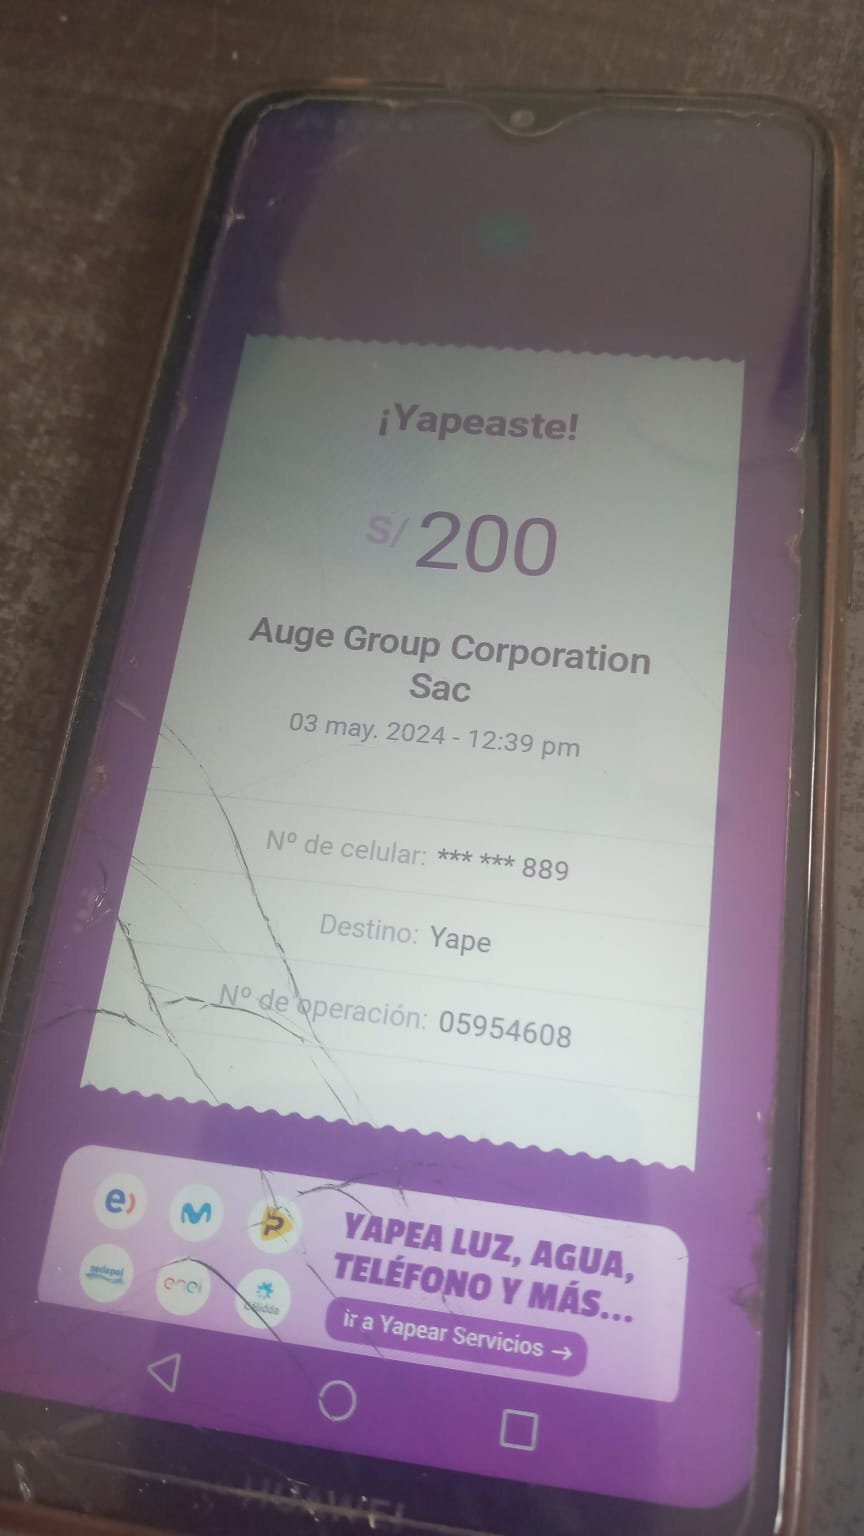 ¡Yapeaste!
S/ 200
Auge Group Corporation
Sac
03 may. 2024 - 12:39 pm
Nº de celular: *** *** 889
Destino: Yape
Nº de operación: 05954608
e)
sedapal
enel
Cálidda
YAPEA LUZ, AGUA,
TELÉFONO Y MÁS...
ir a Yapear Servicios →
HUAWEI